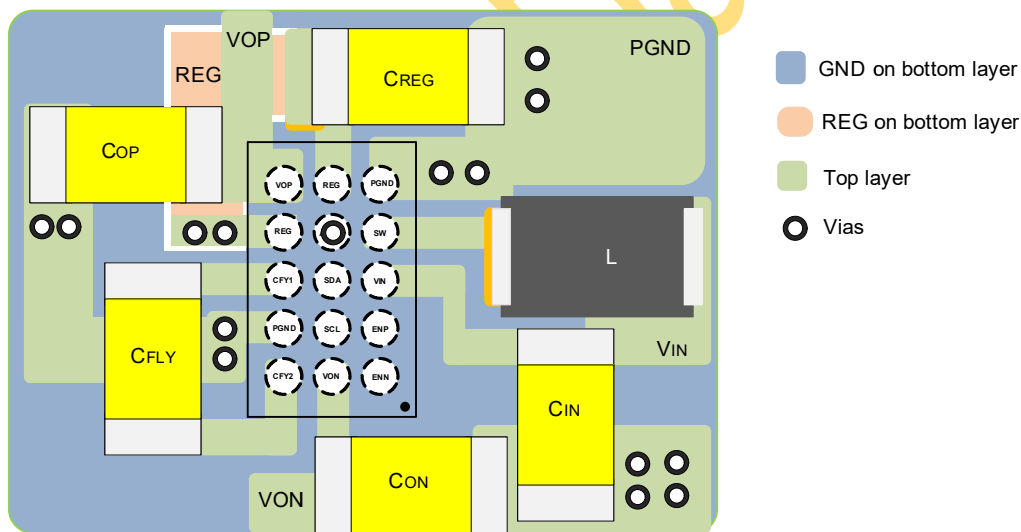 VOP
PGND
REG
CREG
COP
VOP REG PGND
REG SW
CFY1 SDA VIN
PGND SCL ENP
CFY2 VON ENN
L
CFLY
VIN
CIN
CON
VON
GND on bottom layer
REG on bottom layer
Top layer
Vias